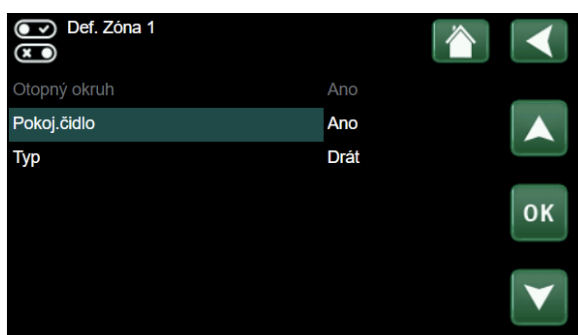 Def. Zóna 1
Otopný okruh Ano
Pokoj.čidlo Ano
Typ Drát
OK